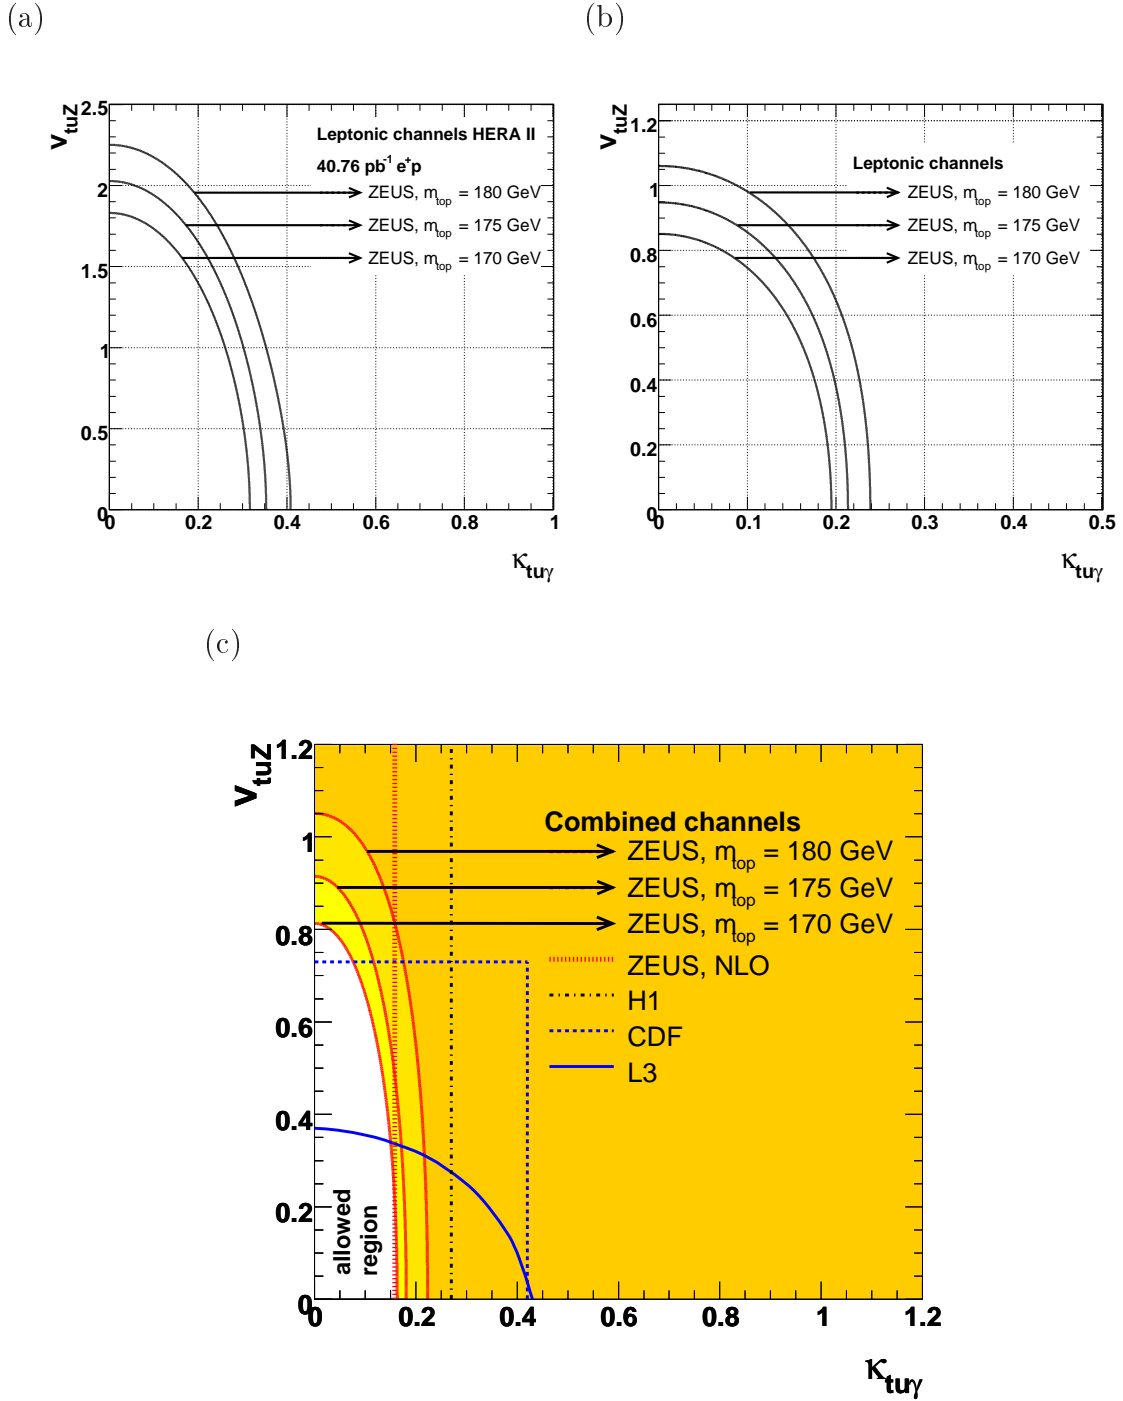 (a)
(b)
v_tuZ
2.5
2
1.5
1
0.5
0
Leptonic channels HERA II
40.76 pb⁻¹ e⁺p
ZEUS, m_top = 180 GeV
ZEUS, m_top = 175 GeV
ZEUS, m_top = 170 GeV
0 0.2 0.4 0.6 0.8 1
κ_tuγ
v_tuZ
1.2
1
0.8
0.6
0.4
0.2
0
Leptonic channels
ZEUS, m_top = 180 GeV
ZEUS, m_top = 175 GeV
ZEUS, m_top = 170 GeV
0 0.1 0.2 0.3 0.4 0.5
κ_tuγ
(c)
v_tuZ
1.2
1
0.8
0.6
0.4
0.2
0
Combined channels
ZEUS, m_top = 180 GeV
ZEUS, m_top = 175 GeV
ZEUS, m_top = 170 GeV
ZEUS, NLO
H1
CDF
L3
allowed
region
0 0.2 0.4 0.6 0.8 1 1.2
κ_tuγ